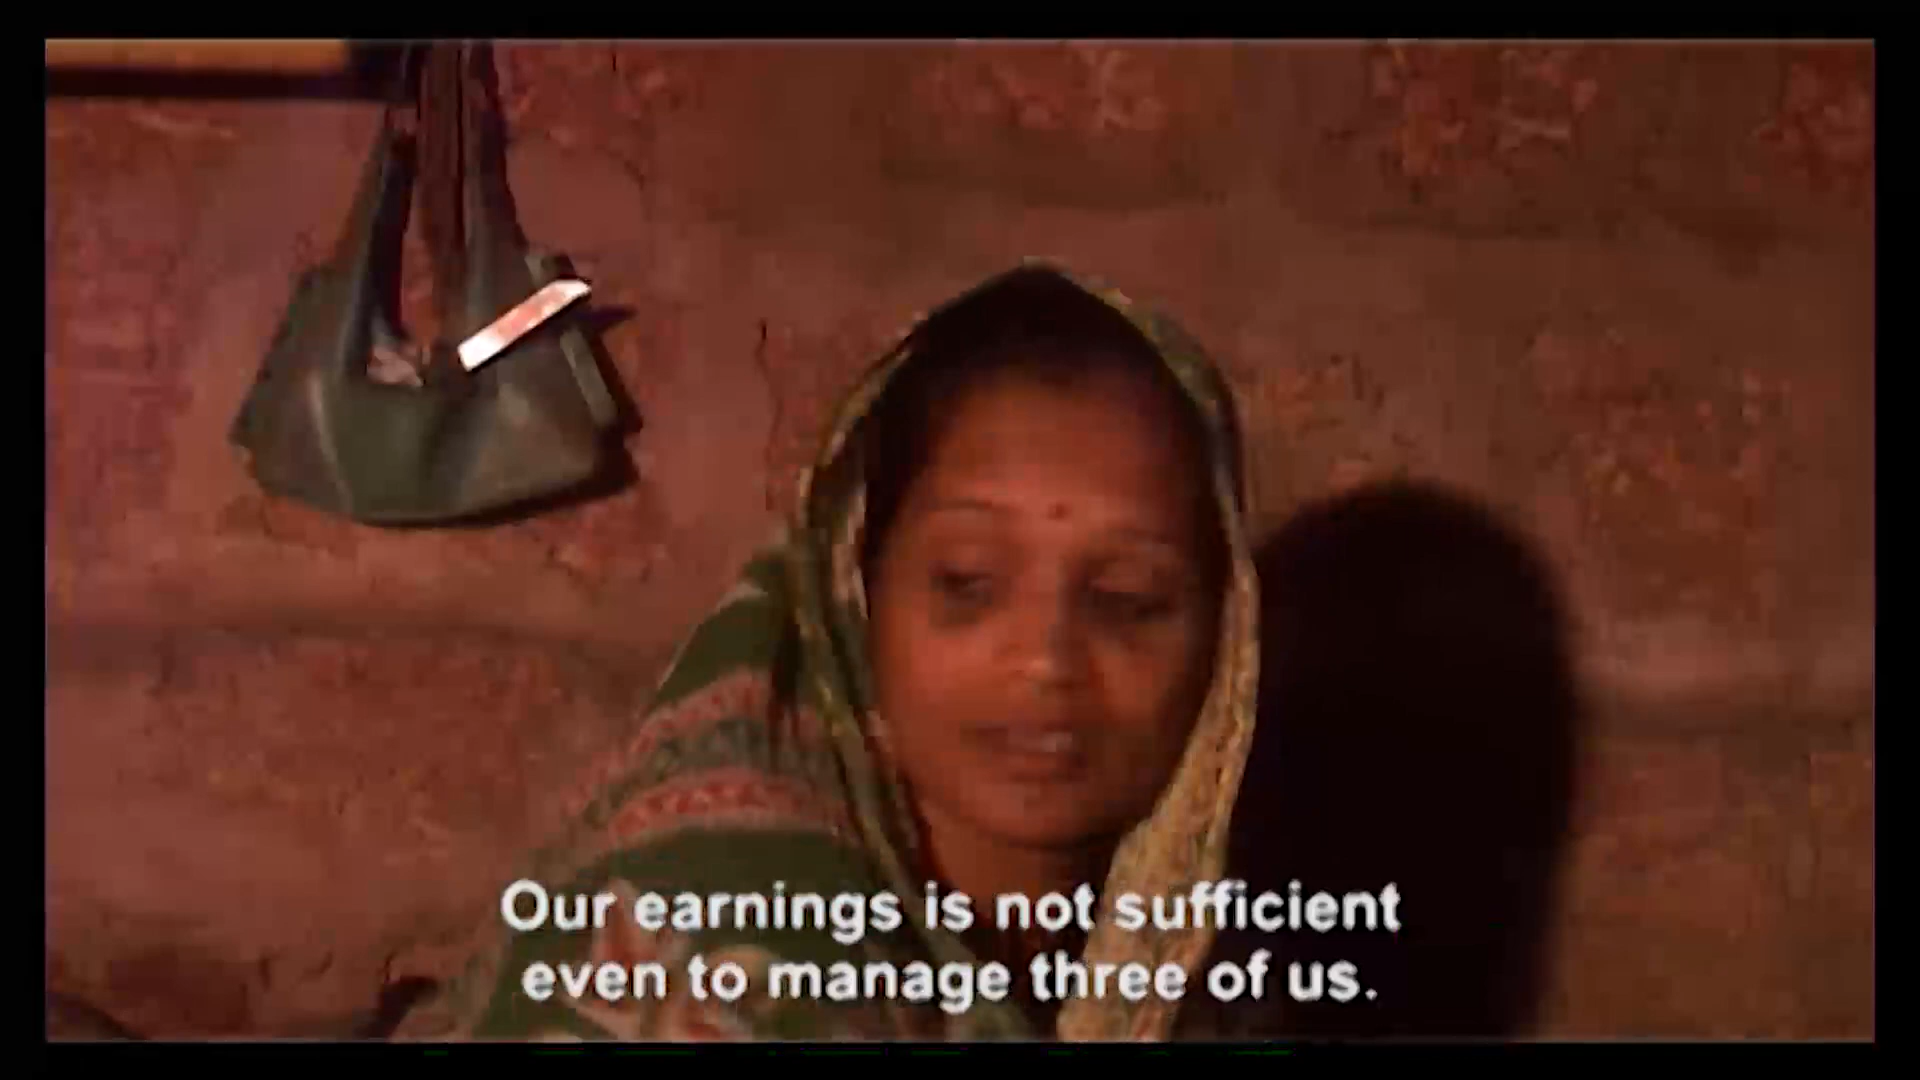 Our earnings is not sufficient
even to manage three of us.